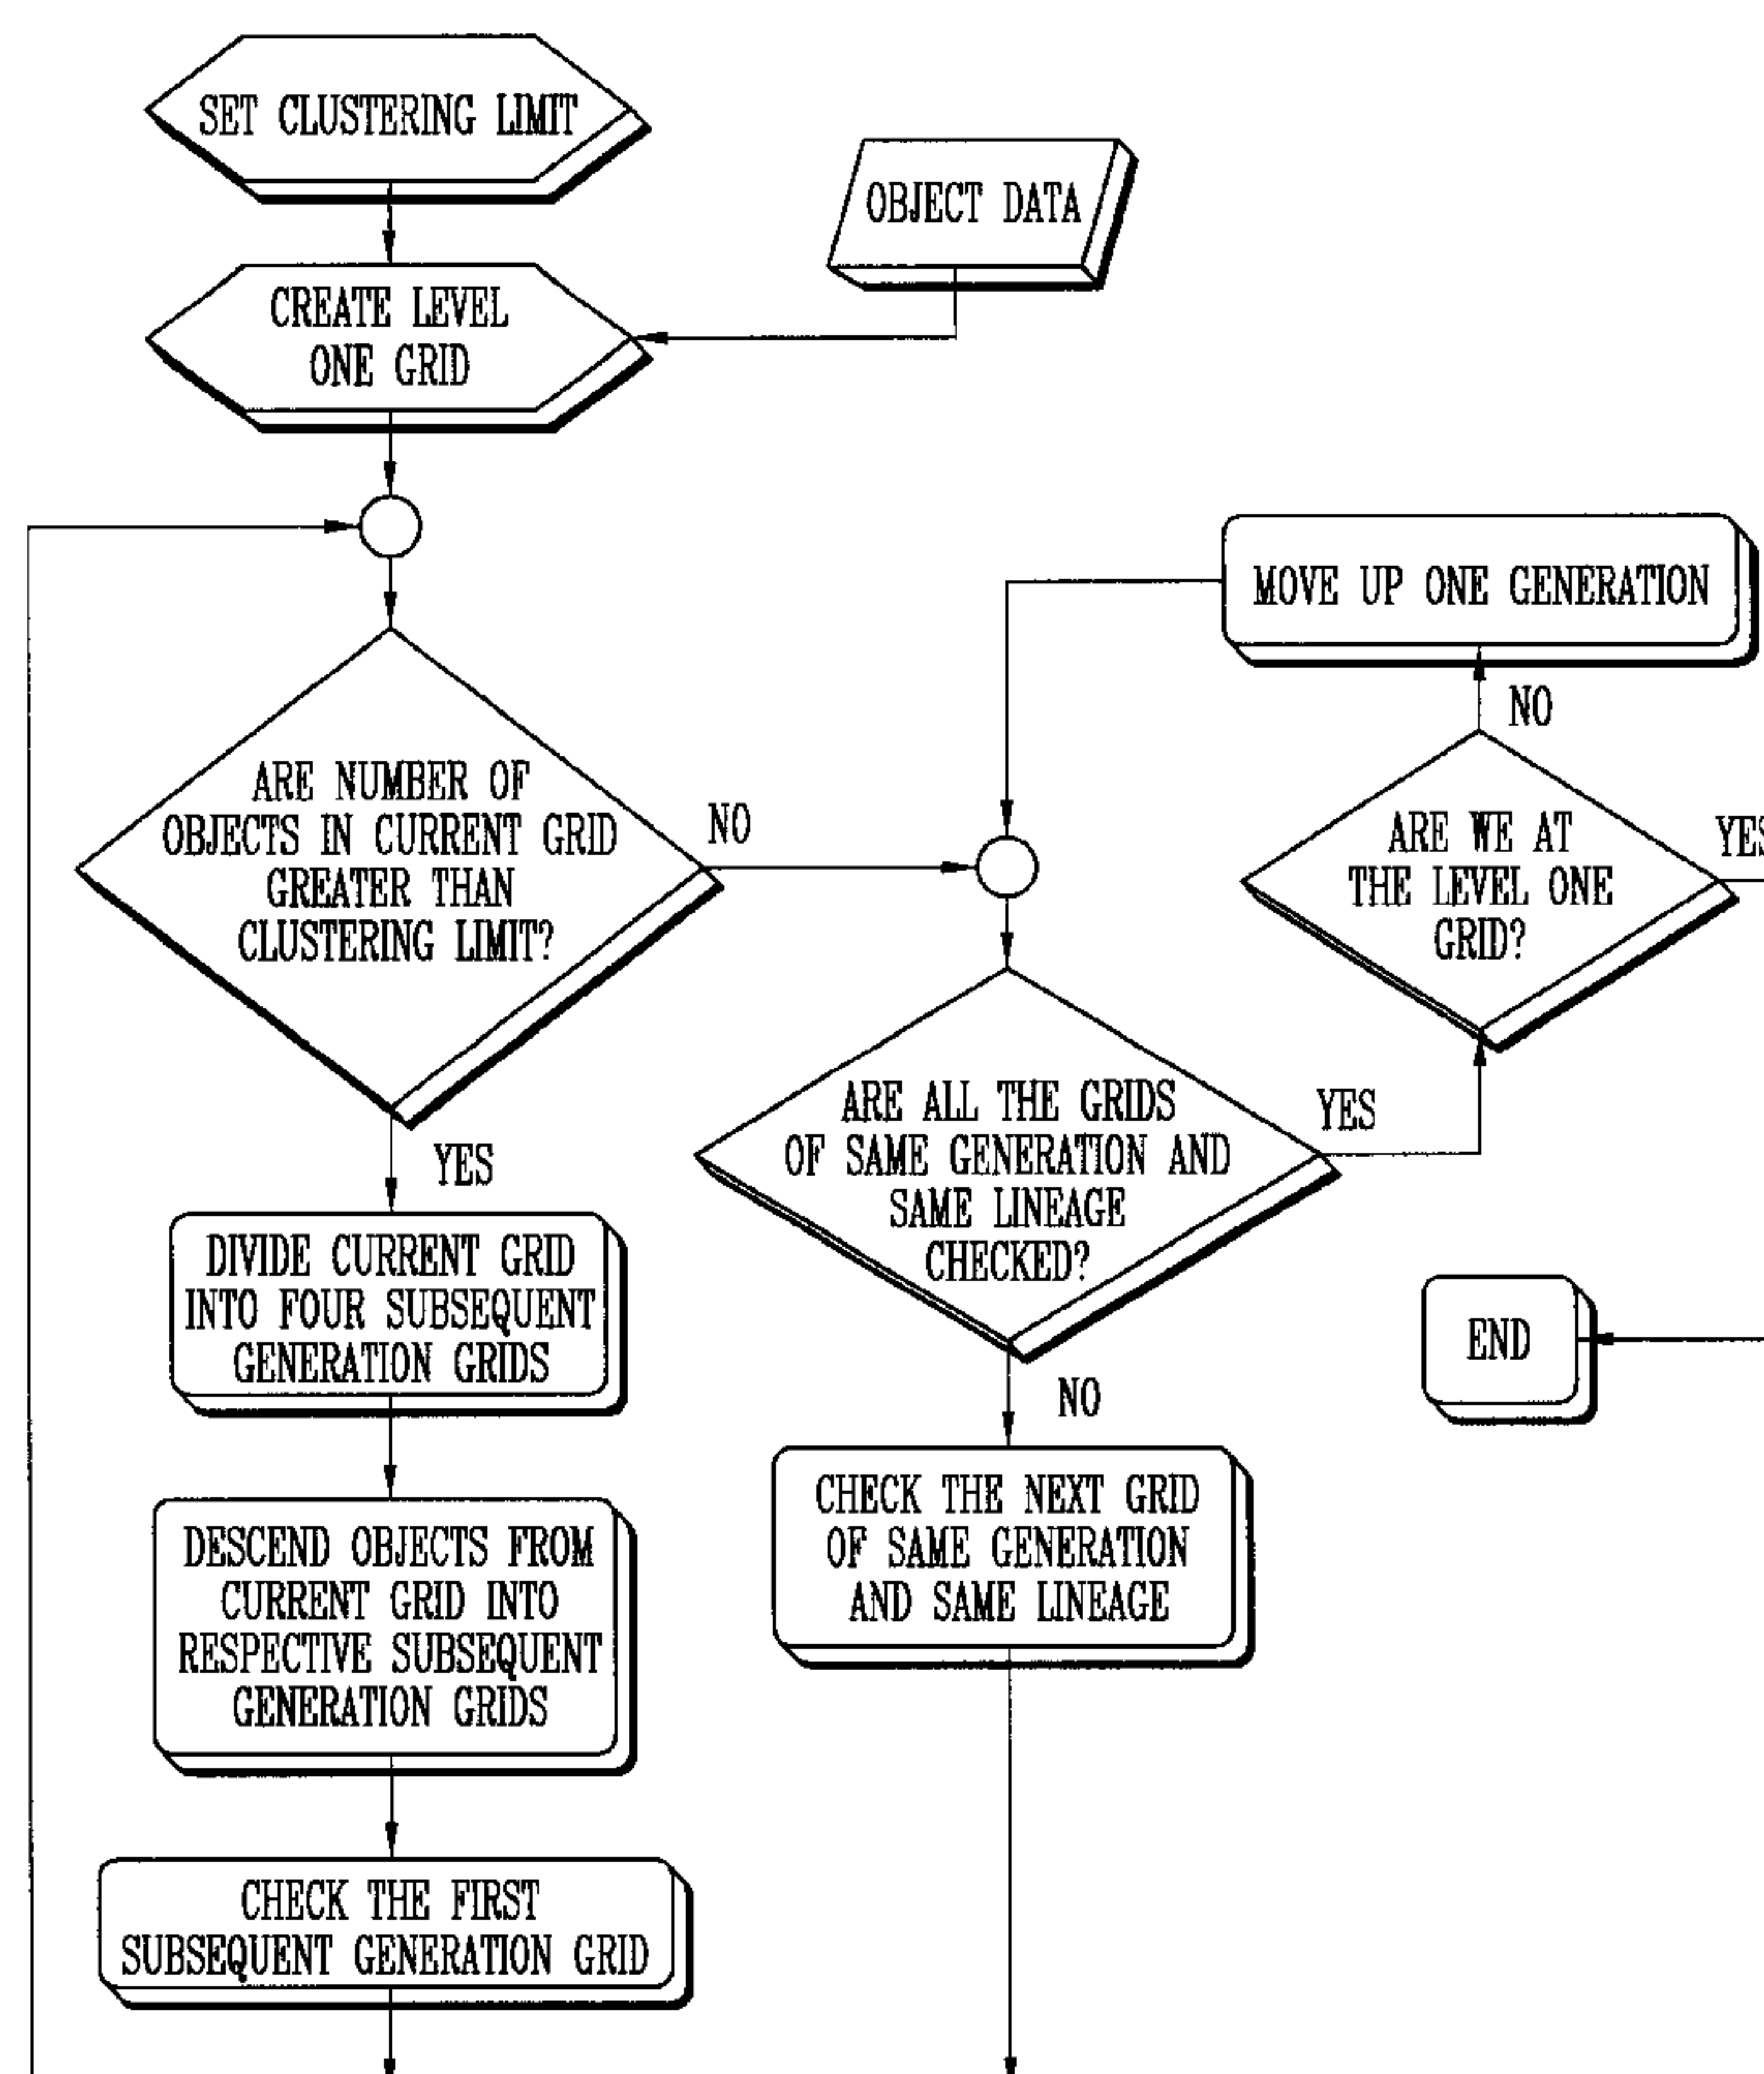 SET CLUSTERING LIMIT
OBJECT DATA
CREATE LEVEL
ONE GRID
MOVE UP ONE GENERATION
NO
ARE NUMBER OF
OBJECTS IN CURRENT GRID
GREATER THAN
CLUSTERING LIMIT?
NO
ARE WE AT
THE LEVEL ONE
GRID?
YES
ARE ALL THE GRIDS
OF SAME GENERATION AND
SAME LINEAGE
CHECKED?
YES
YES
DIVIDE CURRENT GRID
INTO FOUR SUBSEQUENT
GENERATION GRIDS
END
NO
CHECK THE NEXT GRID
OF SAME GENERATION
AND SAME LINEAGE
DESCEND OBJECTS FROM
CURRENT GRID INTO
RESPECTIVE SUBSEQUENT
GENERATION GRIDS
CHECK THE FIRST
SUBSEQUENT GENERATION GRID